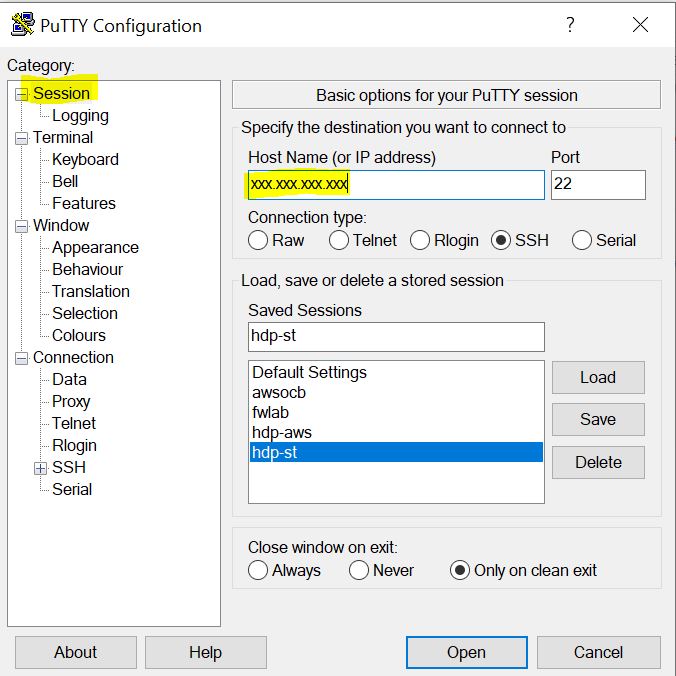 PuTTY Configuration
?
Category:
Session
Logging
Terminal
Keyboard
Bell
Features
Window
Appearance
Behaviour
Translation
Selection
Colours
Connection
Data
Proxy
Telnet
Rlogin
SSH
Serial
Basic options for your PuTTY session
Specify the destination you want to connect to
Host Name (or IP address) Port
xxx.xxx.xxx.xxx 22
Connection type:
Raw Telnet Rlogin SSH Serial
Load, save or delete a stored session
Saved Sessions
hdp-st
Default Settings
awsocb
fwlab
hdp-aws
hdp-st
Load
Save
Delete
Close window on exit:
Always Never Only on clean exit
About Help Open Cancel